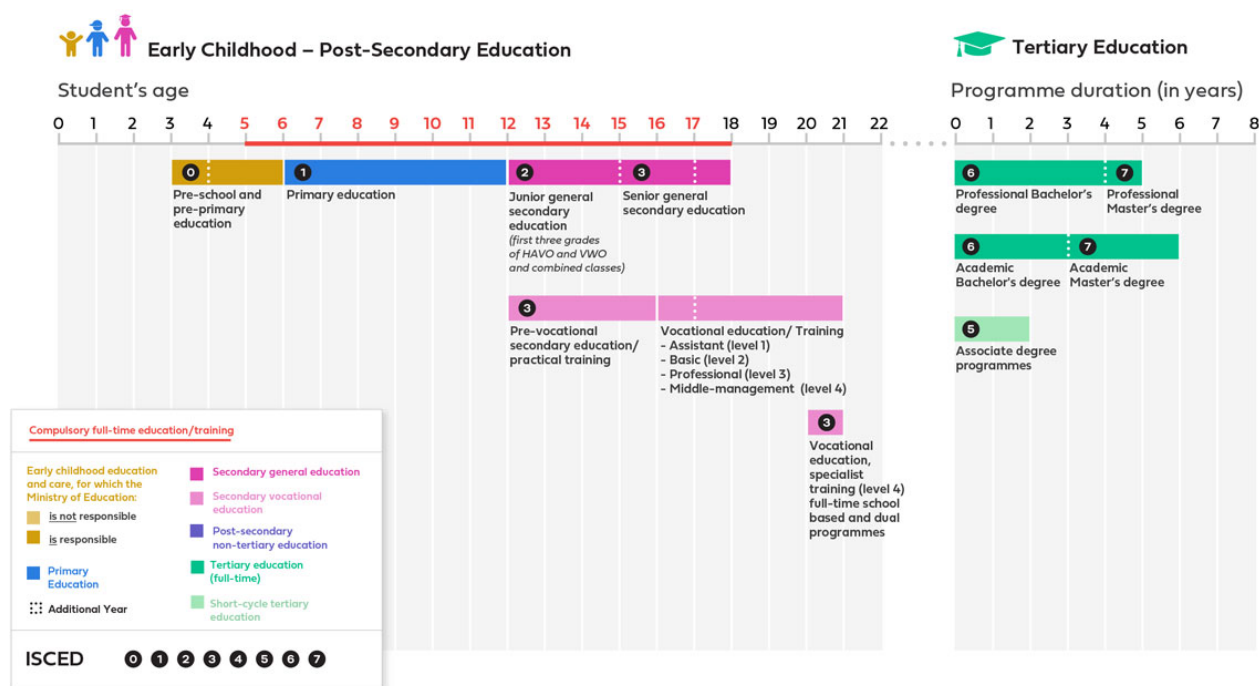 Early Childhood – Post-Secondary Education
Student's age
0 1 2 3 4 5 6 7 8 9 10 11 12 13 14 15 16 17 18 19 20 21 22
0
Pre-school and
pre-primary
education
1
Primary education
2
Junior general
secondary
education
(first three grades
of HAVO and VWO
and combined classes)
3
Senior general
secondary education
3
Pre-vocational
secondary education/
practical training
Vocational education/ Training
- Assistant (level 1)
- Basic (level 2)
- Professional (level 3)
- Middle-management (level 4)
3
Vocational
education,
specialist
training (level 4)
full-time school
based and dual
programmes
Tertiary Education
Programme duration (in years)
0 1 2 3 4 5 6 7 8
6
Professional Bachelor's
degree
7
Professional
Master's degree
6
Academic
Bachelor's degree
7
Academic
Master's degree
5
Associate degree
programmes
Compulsory full-time education/training
Early childhood education
and care, for which the
Ministry of Education:
is not responsible
is responsible
Primary
Education
Additional Year
Secondary general education
Secondary vocational
education
Post-secondary
non-tertiary education
Tertiary education
(full-time)
Short-cycle tertiary
education
ISCED 0 1 2 3 4 5 6 7